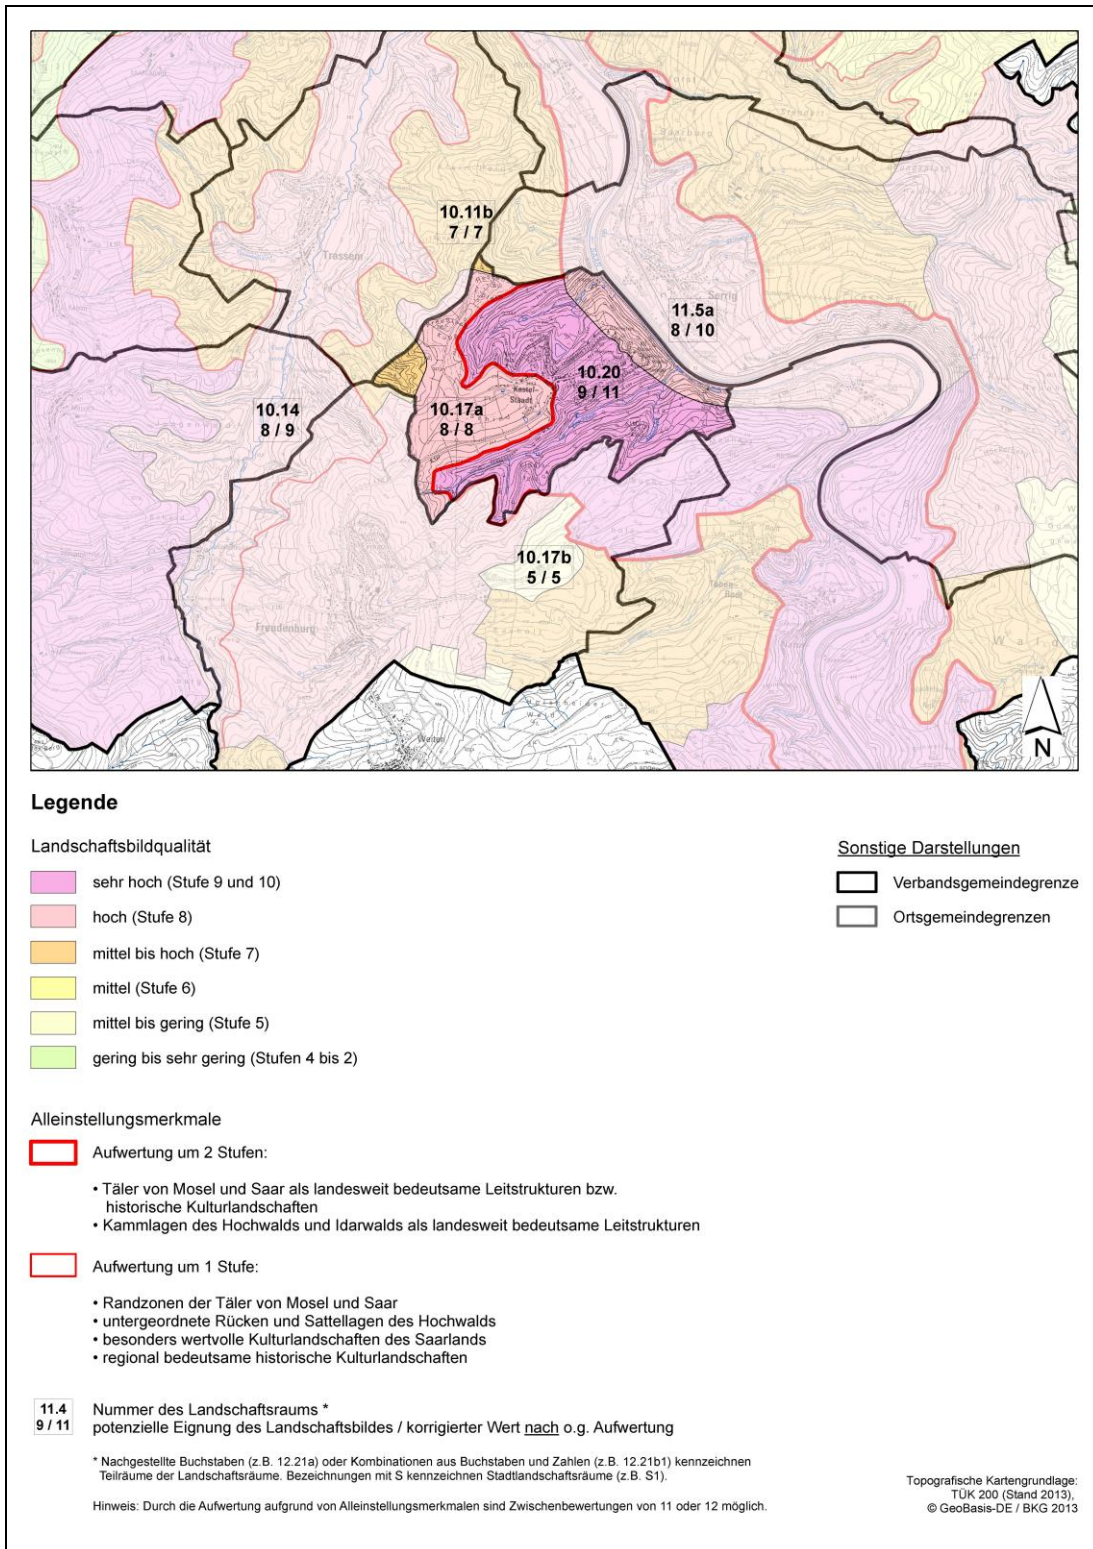 Saarburg
10.11b
7 / 7
Trassem
Serrig
11.5a
8 / 10
10.20
9 / 11
Kastel-
Staadt
10.14
8 / 9
10.17a
8 / 8
10.17b
5 / 5
Freudenburg
Weiten
N
Legende
Landschaftsbildqualität
sehr hoch (Stufe 9 und 10)
hoch (Stufe 8)
mittel bis hoch (Stufe 7)
mittel (Stufe 6)
mittel bis gering (Stufe 5)
gering bis sehr gering (Stufen 4 bis 2)
Sonstige Darstellungen
Verbandsgemeindegrenze
Ortsgemeindegrenzen
Alleinstellungsmerkmale
Aufwertung um 2 Stufen:
• Täler von Mosel und Saar als landesweit bedeutsame Leitstrukturen bzw.
historische Kulturlandschaften
• Kammlagen des Hochwalds und Idarwalds als landesweit bedeutsame Leitstrukturen
Aufwertung um 1 Stufe:
• Randzonen der Täler von Mosel und Saar
• untergeordnete Rücken und Sattellagen des Hochwalds
• besonders wertvolle Kulturlandschaften des Saarlands
• regional bedeutsame historische Kulturlandschaften
11.4
9 / 11
Nummer des Landschaftsraums *
potenzielle Eignung des Landschaftsbildes / korrigierter Wert nach o.g. Aufwertung
* Nachgestellte Buchstaben (z.B. 12.21a) oder Kombinationen aus Buchstaben und Zahlen (z.B. 12.21b1) kennzeichnen
Teilräume der Landschaftsräume. Bezeichnungen mit S kennzeichnen Stadtlandschaftsräume (z.B. S1).
Hinweis: Durch die Aufwertung aufgrund von Alleinstellungsmerkmalen sind Zwischenbewertungen von 11 oder 12 möglich.
Topografische Kartengrundlage:
TÜK 200 (Stand 2013),
© GeoBasis-DE / BKG 2013